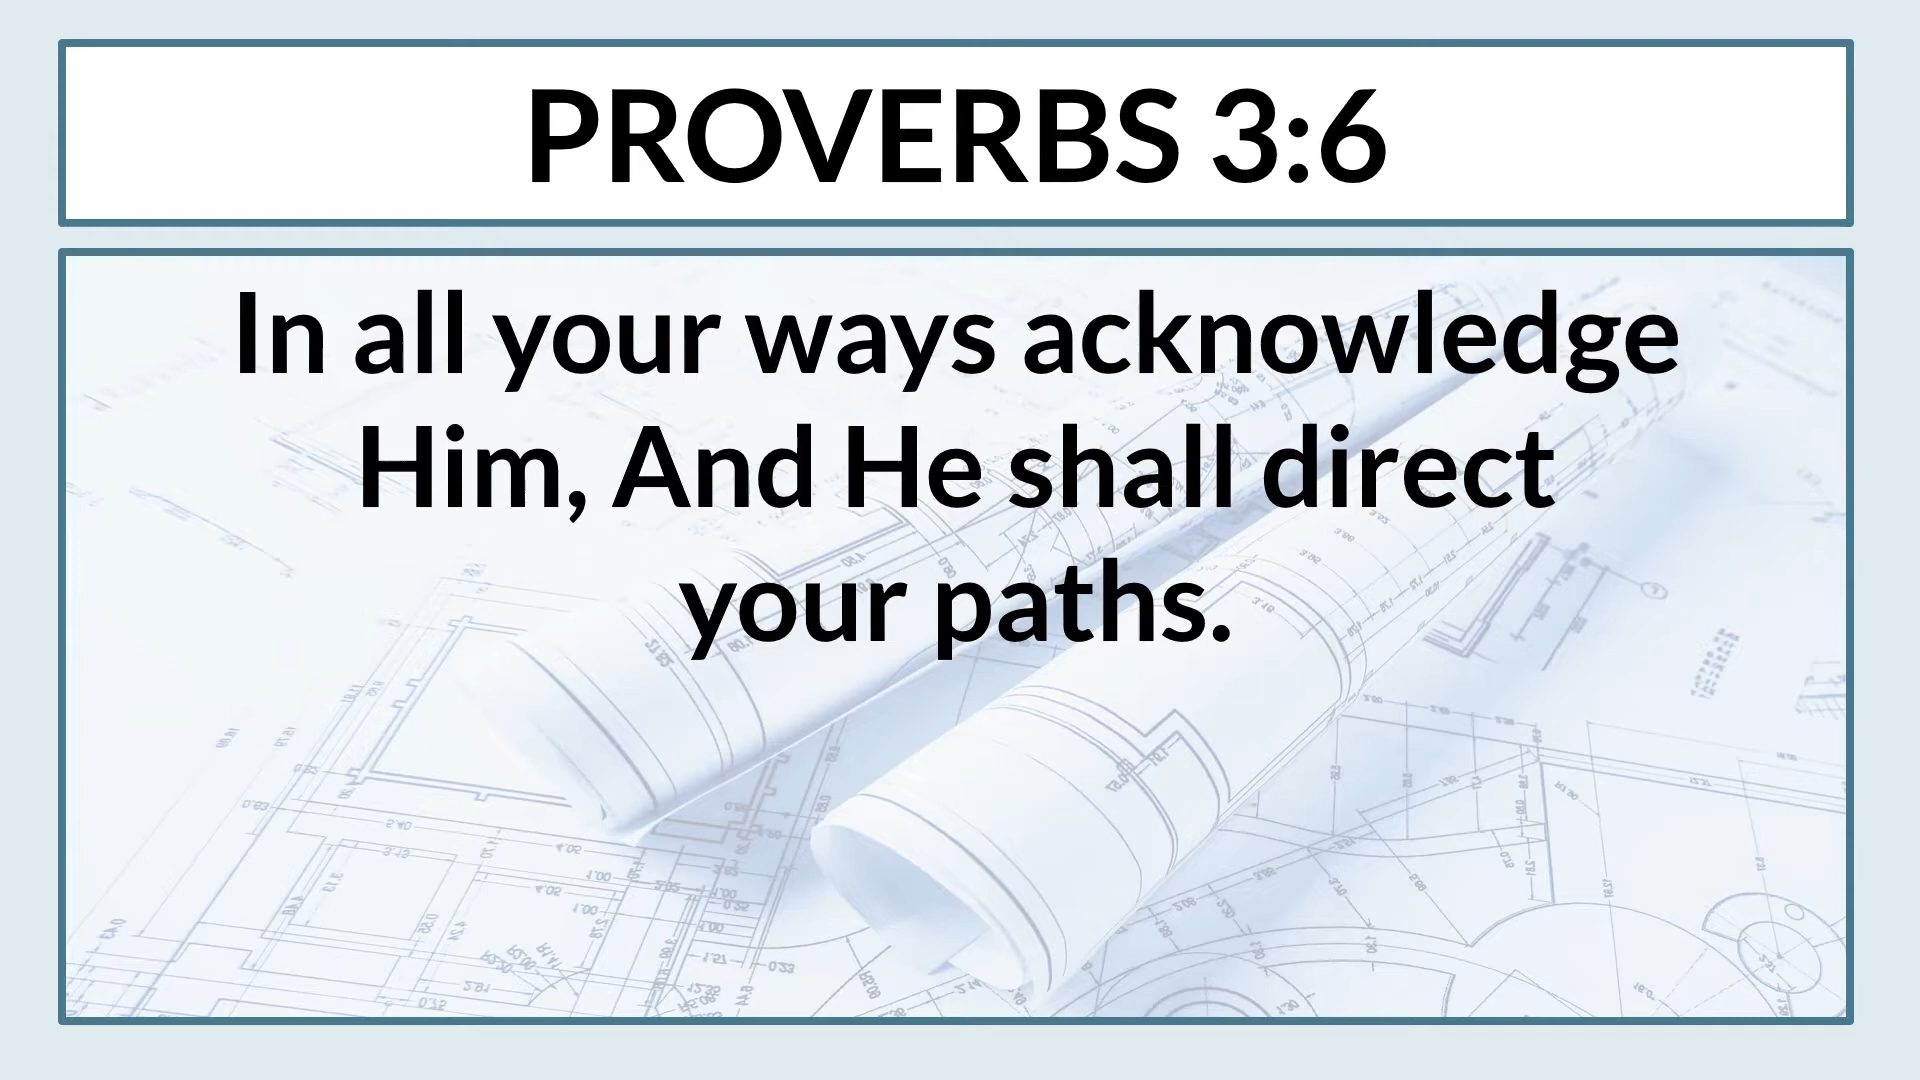 PROVERBS 3:6
In all your ways acknowledge
Him, And He shall direct
your paths.